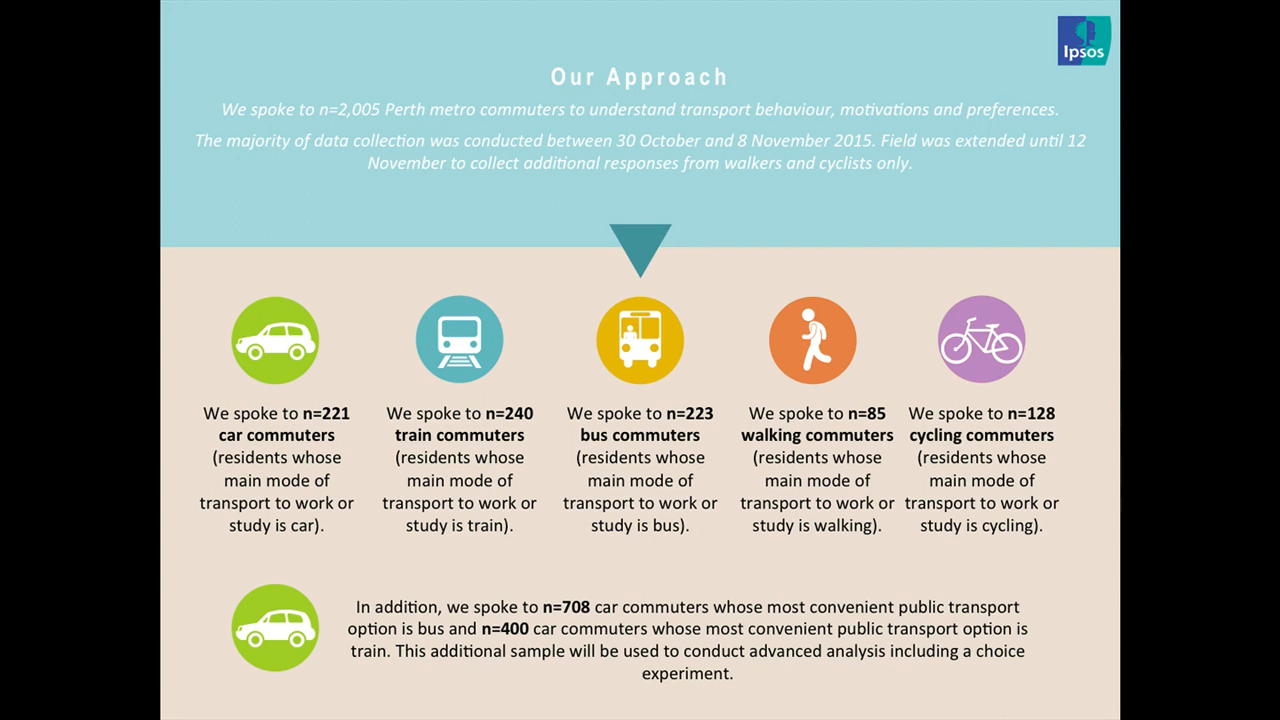 Ipsos
Our Approach
We spoke to n=2,005 Perth metro commuters to understand transport behaviour, motivations and preferences.
The majority of data collection was conducted between 30 October and 8 November 2015. Field was extended until 12
November to collect additional responses from walkers and cyclists only.
We spoke to n=221
car commuters
(residents whose
main mode of
transport to work or
study is car).
We spoke to n=240
train commuters
(residents whose
main mode of
transport to work or
study is train).
We spoke to n=223
bus commuters
(residents whose
main mode of
transport to work or
study is bus).
We spoke to n=85
walking commuters
(residents whose
main mode of
transport to work or
study is walking).
We spoke to n=128
cycling commuters
(residents whose
main mode of
transport to work or
study is cycling).
In addition, we spoke to n=708 car commuters whose most convenient public transport
option is bus and n=400 car commuters whose most convenient public transport option is
train. This additional sample will be used to conduct advanced analysis including a choice
experiment.